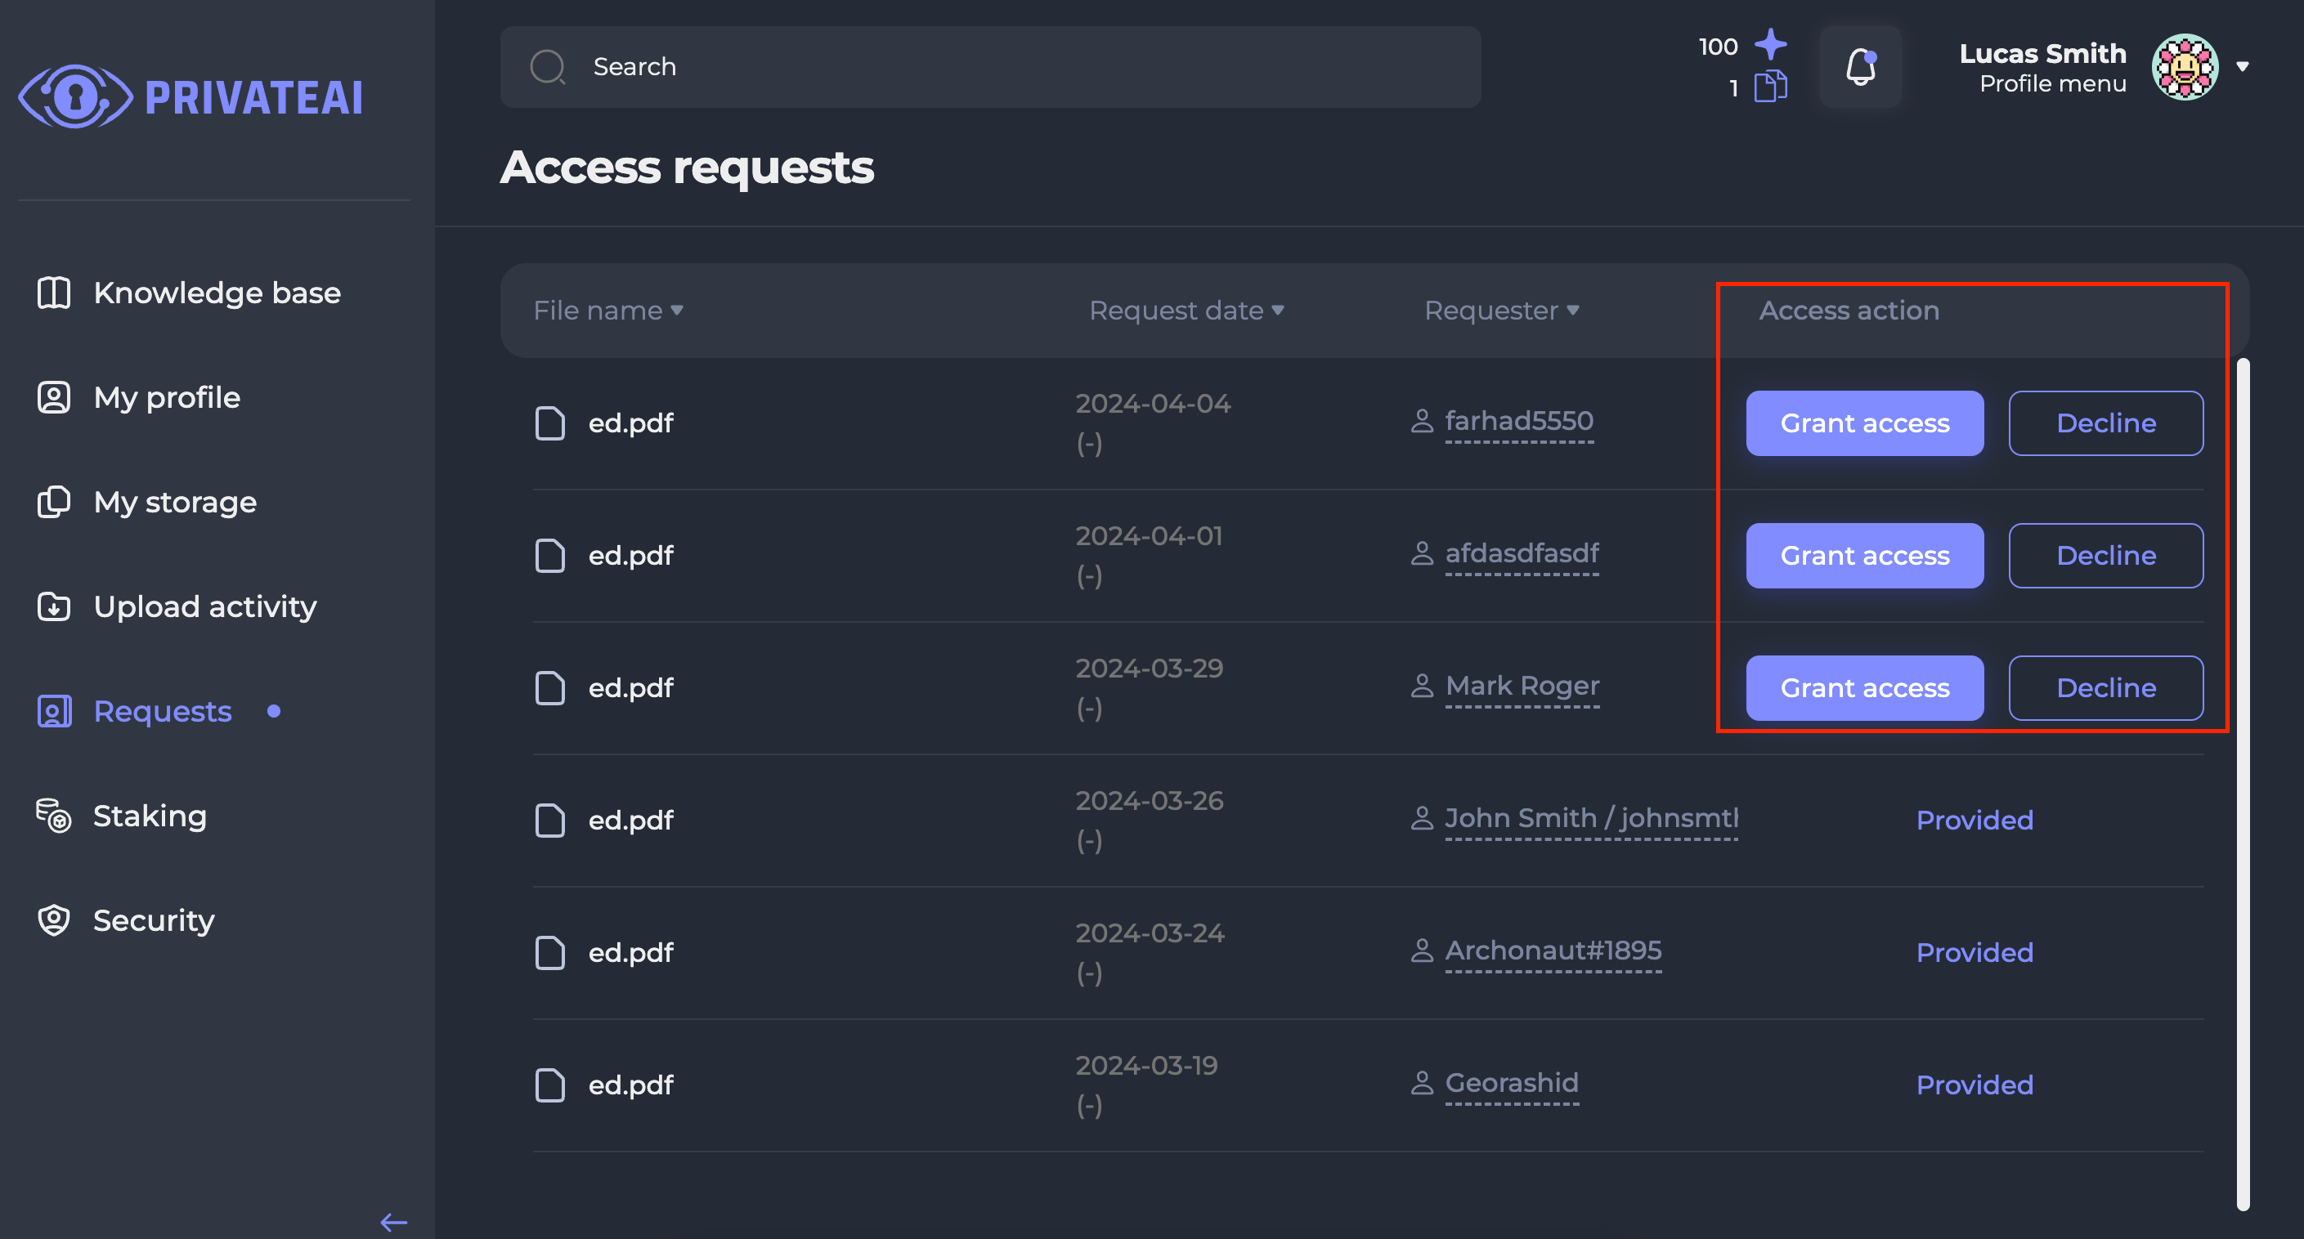 PRIVATEAI
Search
100
1
Lucas Smith
Profile menu
Access requests
Knowledge base
My profile
My storage
Upload activity
Requests
Staking
Security
File name
Request date
Requester
Access action
ed.pdf
2024-04-04
(-)
farhad5550
Grant access
Decline
ed.pdf
2024-04-01
(-)
afdasdfasdf
Grant access
Decline
ed.pdf
2024-03-29
(-)
Mark Roger
Grant access
Decline
ed.pdf
2024-03-26
(-)
John Smith / johnsmt
Provided
ed.pdf
2024-03-24
(-)
Archonaut#1895
Provided
ed.pdf
2024-03-19
(-)
Georashid
Provided